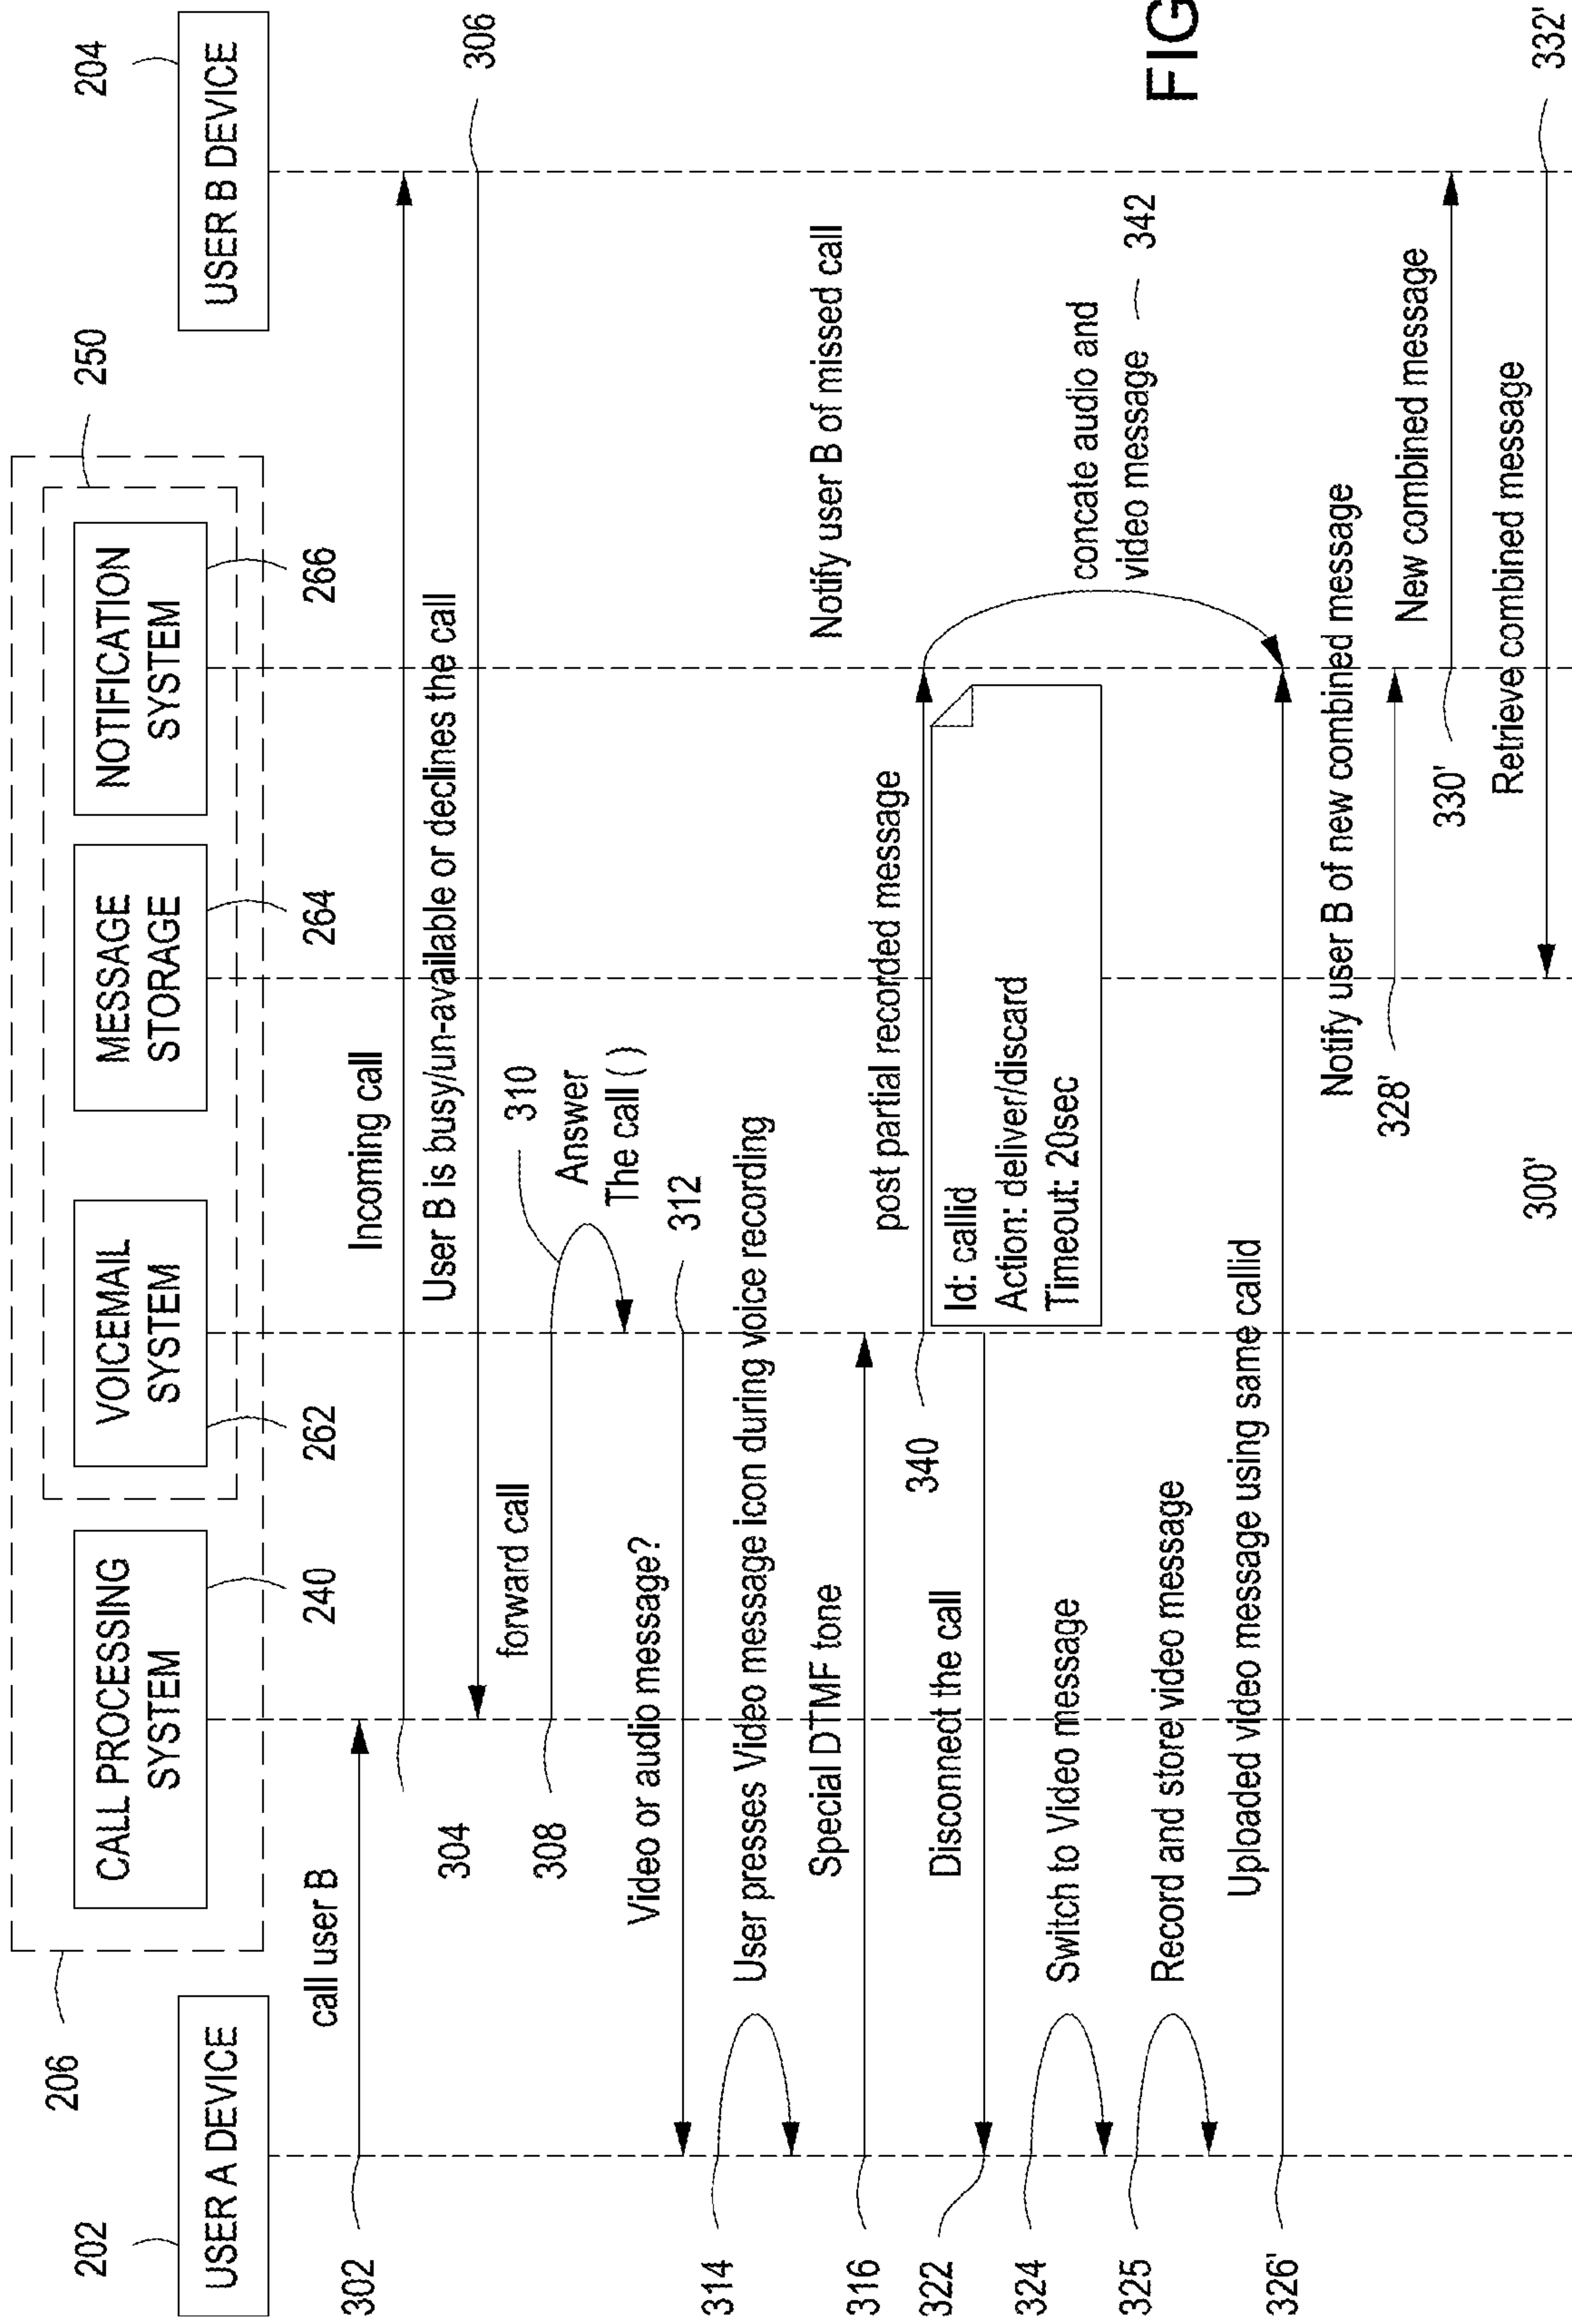 202
USER A DEVICE
206
CALL PROCESSING
SYSTEM
240
VOICEMAIL
SYSTEM
262
MESSAGE
STORAGE
264
NOTIFICATION
SYSTEM
266
250
204
USER B DEVICE
302
call user B
304
Incoming call
User B is busy/un-available or declines the call
306
308
forward call
310
Answer
The call ( )
Video or audio message?
312
314
User presses Video message icon during voice recording
316
Special DTMF tone
Notify user B of missed call
340
post partial recorded message
Id: callid
Action: deliver/discard
Timeout: 20sec
322
Disconnect the call
324
Switch to Video message
concate audio and
video message
342
325
Record and store video message
326'
Uploaded video message using same callid
Notify user B of new combined message
328'
New combined message
330'
Retrieve combined message
332'
300'
FIG